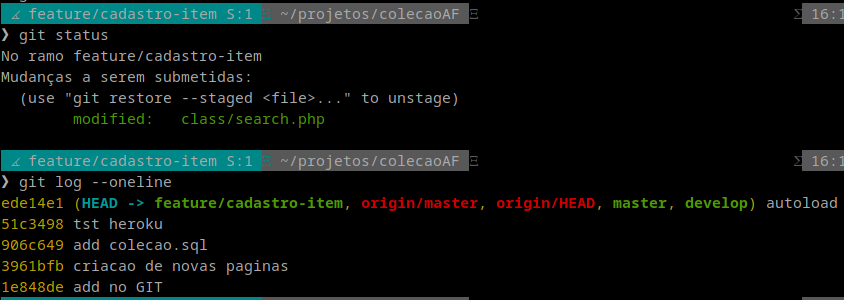 feature/cadastro-item S:1 ~/projetos/colecaoAF 16:1
❯ git status
No ramo feature/cadastro-item
Mudanças a serem submetidas:
(use "git restore --staged <file>..." to unstage)
modified: class/search.php
feature/cadastro-item S:1 ~/projetos/colecaoAF 16:1
❯ git log --oneline
ede14e1 (HEAD -> feature/cadastro-item, origin/master, origin/HEAD, master, develop) autoload
51c3498 tst heroku
906c649 add colecao.sql
3961bfb criacao de novas paginas
1e848de add no GIT